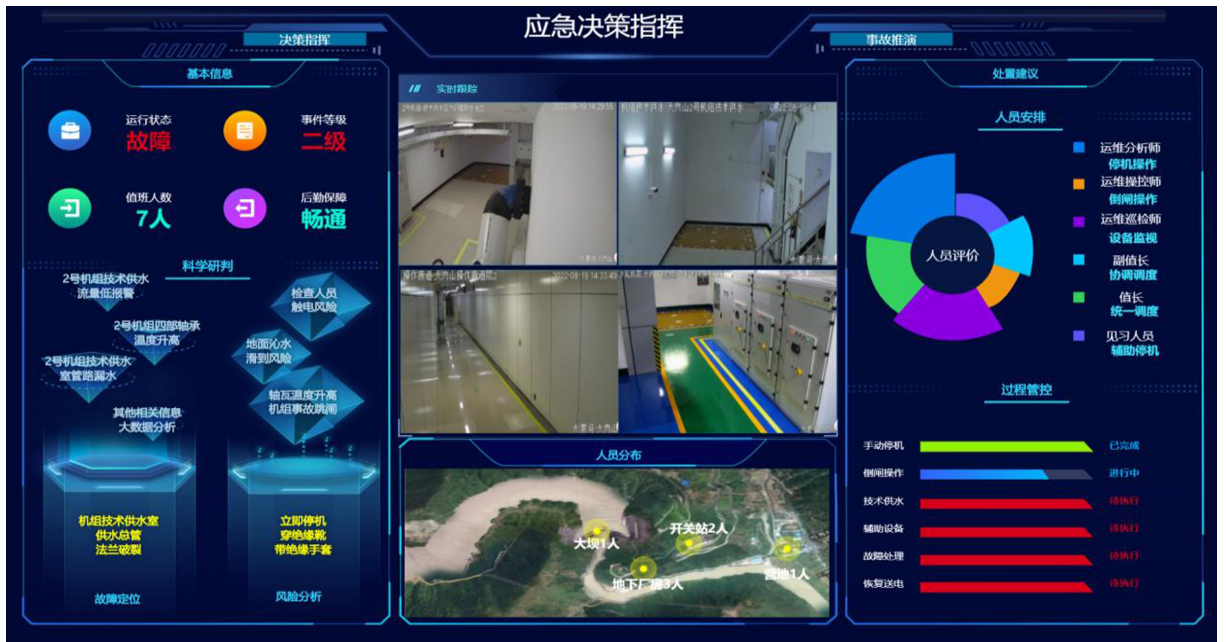 应急决策指挥
决策指挥
事故推演
基本信息
运行状态
故障
事件等级
二级
值班人数
7人
后勤保障
畅通
科学研判
2号机组技术供水
流量低报警
2号机组四部轴承
温度升高
2号机组技术供水
室管路漏水
其他相关信息
大数据分析
检查人员
触电风险
地面沁水
滑到风险
轴瓦温度升高
机组事故跳闸
机组技术供水室
供水总管
法兰破裂
故障定位
立即停机
穿绝缘靴
带绝缘手套
风险分析
实时跟踪
2022-08-19 14:29:50
2022-08-19 14:33:49
人员分布
大坝1人
开关站2人
地下厂房3人
营地1人
处置建议
人员安排
人员评价
运维分析师
停机操作
运维操控师
倒闸操作
运维巡检师
设备监视
副值长
协调调度
值长
统一调度
见习人员
辅助停机
过程管控
手动停机 已完成
倒闸操作 进行中
技术供水 待执行
辅助设备 待执行
故障处理 待执行
恢复送电 待执行